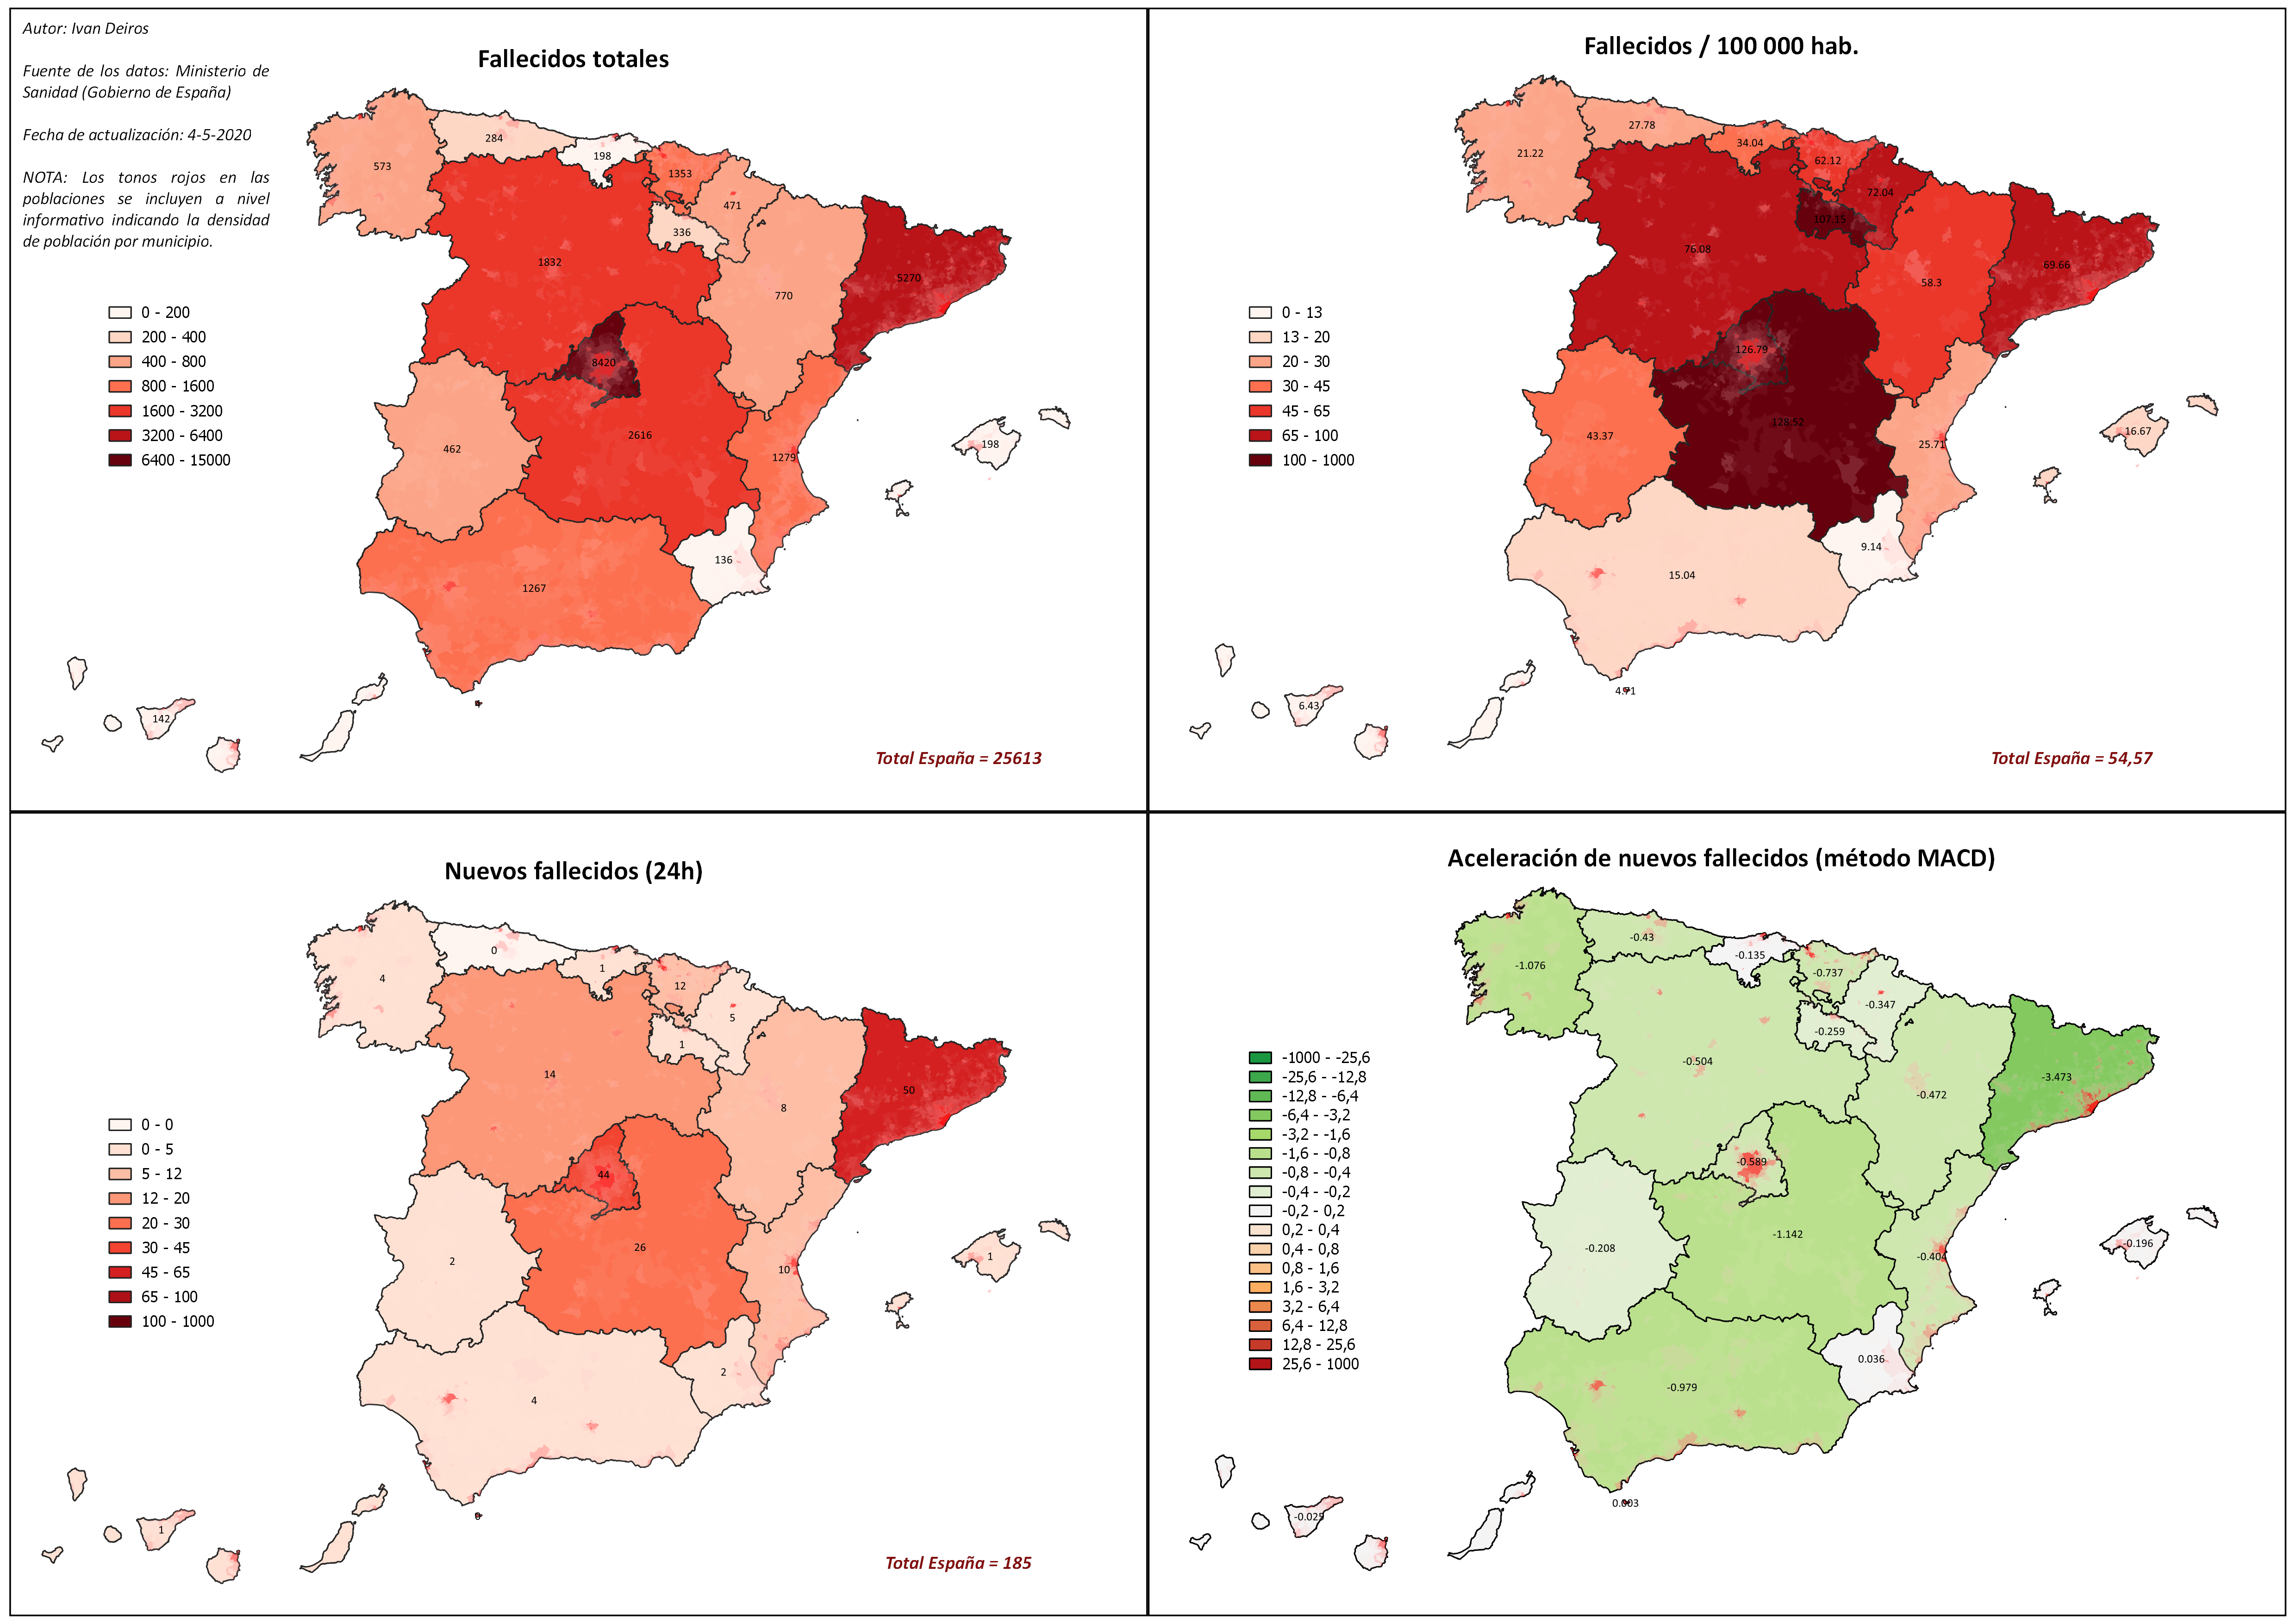 Autor: Ivan Deiros
Fuente de los datos: Ministerio de
Sanidad (Gobierno de España)
Fecha de actualización: 4-5-2020
NOTA: Los tonos rojos en las
poblaciones se incluyen a nivel
informativo indicando la densidad
de población por municipio.
Fallecidos totales
0 - 200
200 - 400
400 - 800
800 - 1600
1600 - 3200
3200 - 6400
6400 - 15000
573
284
198
1353
471
336
1832
770
5270
8420
462
2616
1279
198
136
1267
142
Total España = 25613
Fallecidos / 100 000 hab.
0 - 13
13 - 20
20 - 30
30 - 45
45 - 65
65 - 100
100 - 1000
21.22
27.78
34.04
62.12
72.04
107.15
76.08
58.3
69.66
126.79
43.37
128.52
25.71
16.67
9.14
15.04
4.71
6.43
Total España = 54,57
Nuevos fallecidos (24h)
0 - 0
0 - 5
5 - 12
12 - 20
20 - 30
30 - 45
45 - 65
65 - 100
100 - 1000
4
0
1
12
5
1
14
8
50
44
2
26
10
1
2
4
0
1
Total España = 185
Aceleración de nuevos fallecidos (método MACD)
-1000 - -25,6
-25,6 - -12,8
-12,8 - -6,4
-6,4 - -3,2
-3,2 - -1,6
-1,6 - -0,8
-0,8 - -0,4
-0,4 - -0,2
-0,2 - 0,2
0,2 - 0,4
0,4 - 0,8
0,8 - 1,6
1,6 - 3,2
3,2 - 6,4
6,4 - 12,8
12,8 - 25,6
25,6 - 1000
-1.076
-0.43
-0.135
-0.737
-0.347
-0.259
-0.504
-0.472
-3.473
-0.589
-0.208
-1.142
-0.404
-0.196
0.036
-0.979
0.003
-0.025